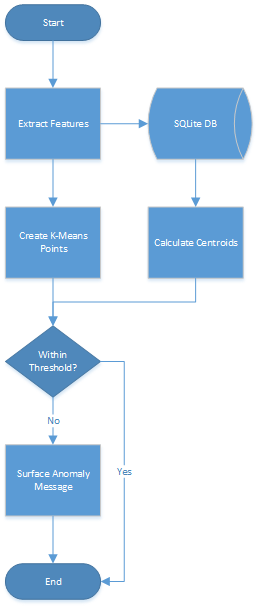 Start
Extract Features
SQLite DB
Create K-Means
Points
Calculate Centroids
Within
Threshold?
No
Surface Anomaly
Message
Yes
End